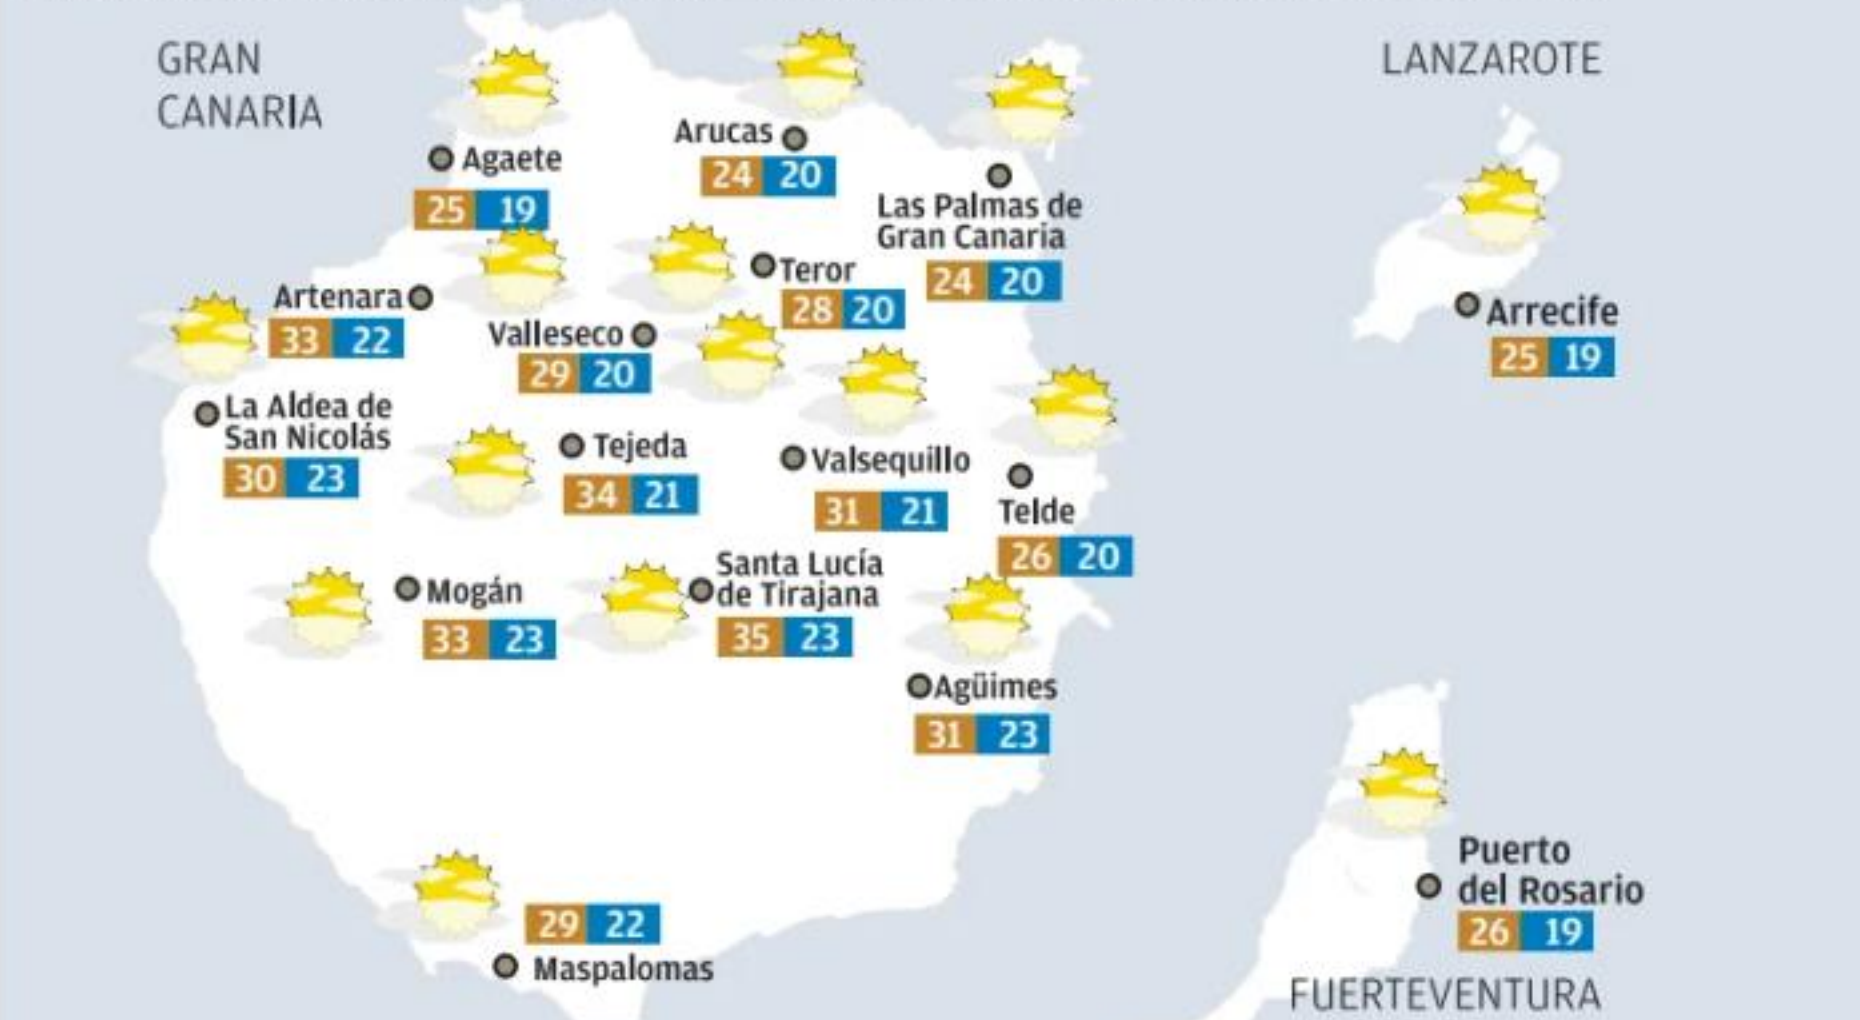 GRAN
CANARIA
LANZAROTE
Agaete
25 19
Arucas
24 20
Las Palmas de
Gran Canaria
24 20
Artenara
33 22
Teror
28 20
Valleseco
29 20
La Aldea de
San Nicolás
30 23
Tejeda
34 21
Valsequillo
31 21
Telde
26 20
Mogán
33 23
Santa Lucía
de Tirajana
35 23
Agüimes
31 23
29 22
Maspalomas
Arrecife
25 19
Puerto
del Rosario
26 19
FUERTEVENTURA